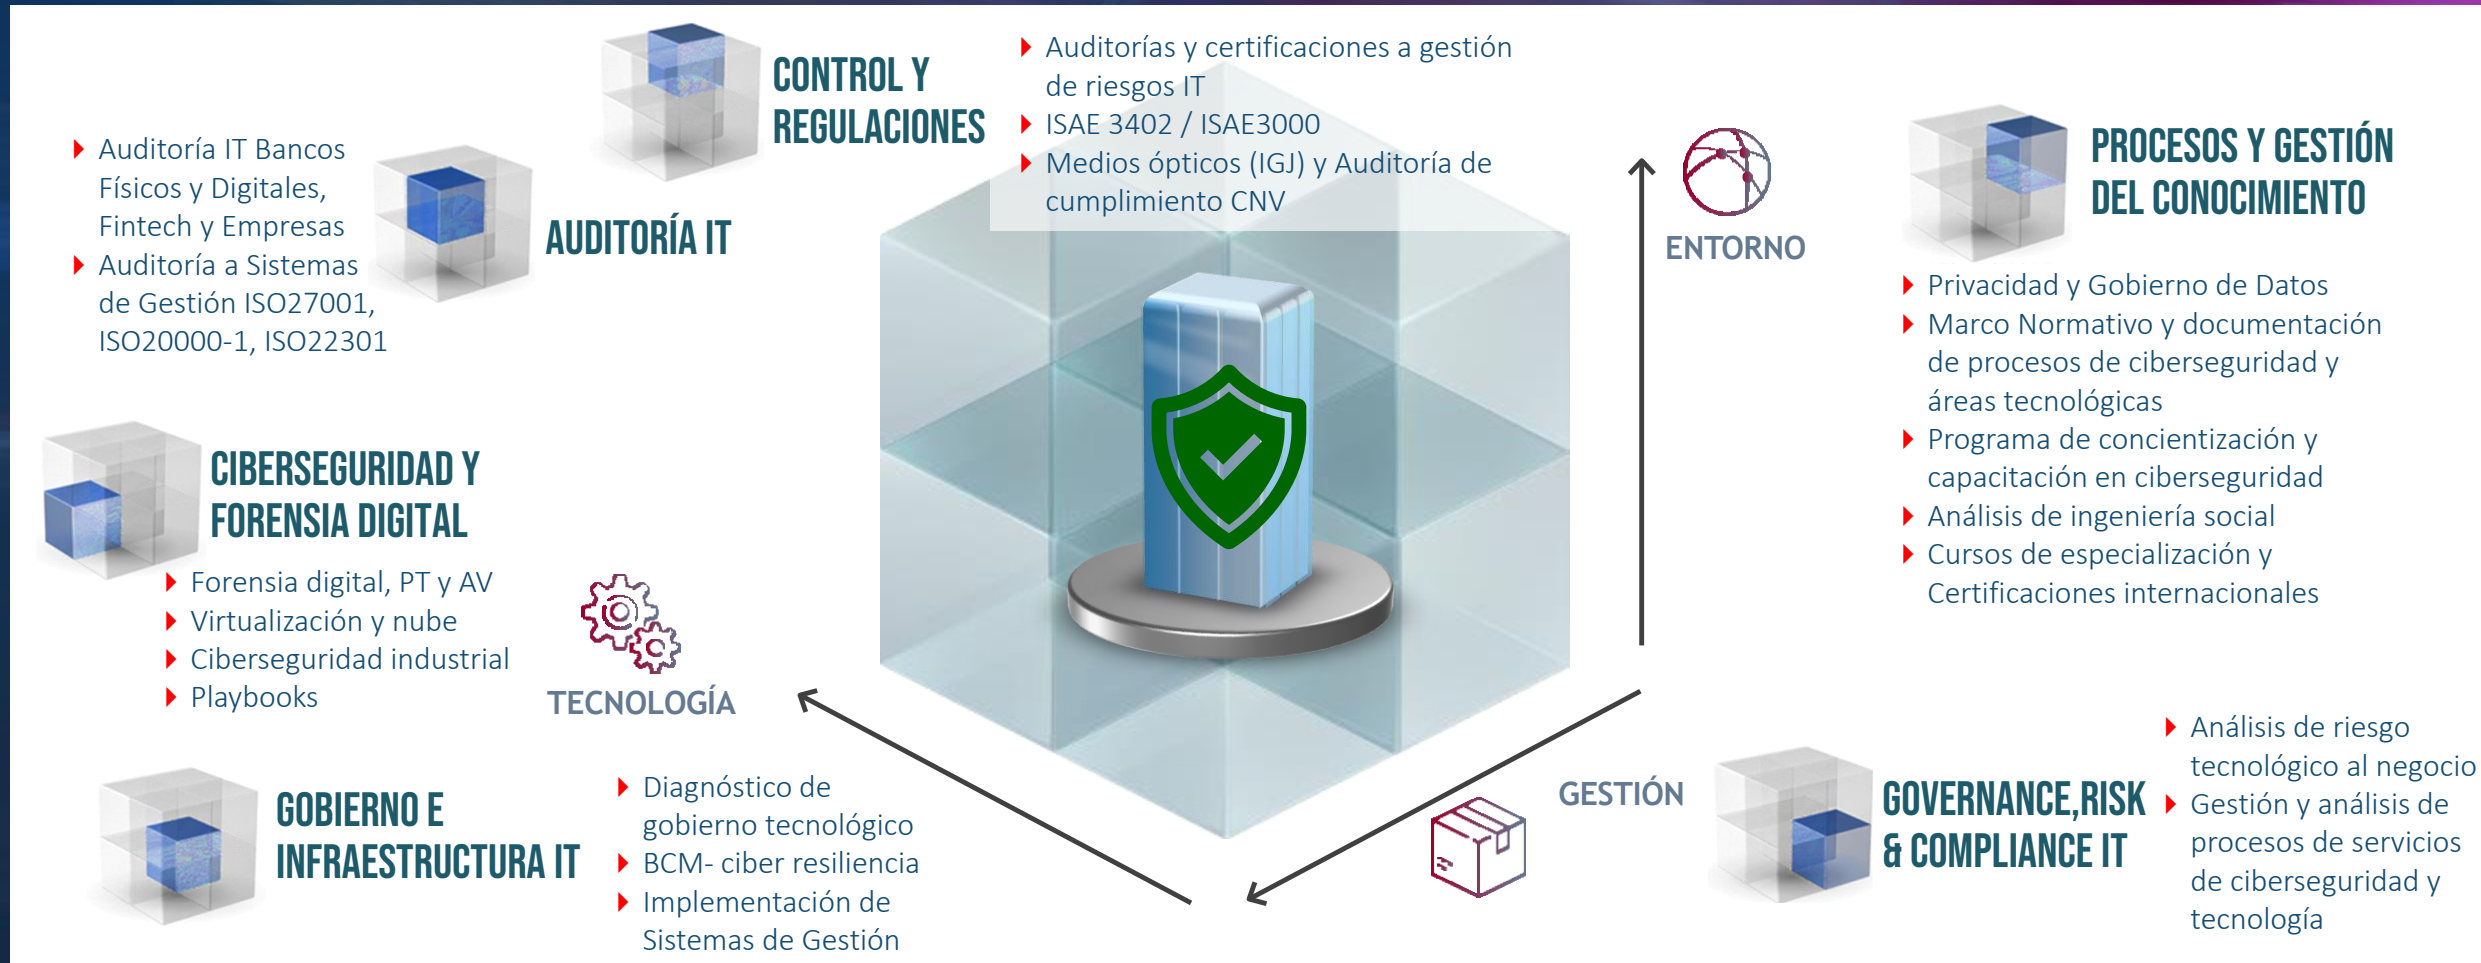 CONTROL Y
REGULACIONES
Auditorías y certificaciones a gestión
de riesgos IT
ISAE 3402 / ISAE3000
Medios ópticos (IGJ) y Auditoría de
cumplimiento CNV
Auditoría IT Bancos
Físicos y Digitales,
Fintech y Empresas
Auditoría a Sistemas
de Gestión ISO27001,
ISO20000-1, ISO22301
AUDITORÍA IT
ENTORNO
PROCESOS Y GESTIÓN
DEL CONOCIMIENTO
Privacidad y Gobierno de Datos
Marco Normativo y documentación
de procesos de ciberseguridad y
áreas tecnológicas
Programa de concientización y
capacitación en ciberseguridad
Análisis de ingeniería social
Cursos de especialización y
Certificaciones internacionales
CIBERSEGURIDAD Y
FORENSIA DIGITAL
Forensia digital, PT y AV
Virtualización y nube
Ciberseguridad industrial
Playbooks
TECNOLOGÍA
GOBIERNO E
INFRAESTRUCTURA IT
Diagnóstico de
gobierno tecnológico
BCM- ciber resiliencia
Implementación de
Sistemas de Gestión
GESTIÓN
GOVERNANCE,RISK
& COMPLIANCE IT
Análisis de riesgo
tecnológico al negocio
Gestión y análisis de
procesos de servicios
de ciberseguridad y
tecnología